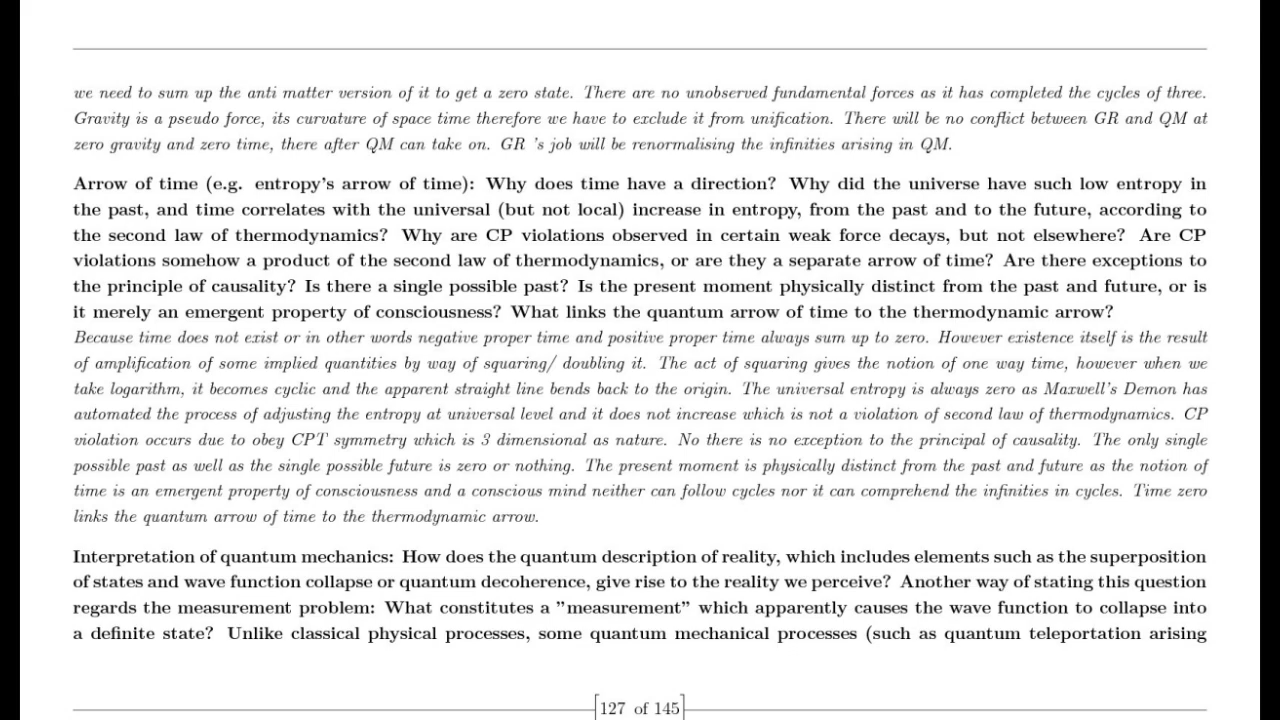 we need to sum up the anti matter version of it to get a zero state. There are no unobserved fundamental forces as it has completed the cycles of three.
Gravity is a pseudo force, its curvature of space time therefore we have to exclude it from unification. There will be no conflict between GR and QM at
zero gravity and zero time, there after QM can take on. GR 's job will be renormalising the infinities arising in QM.
Arrow of time (e.g. entropy's arrow of time): Why does time have a direction? Why did the universe have such low entropy in
the past, and time correlates with the universal (but not local) increase in entropy, from the past and to the future, according to
the second law of thermodynamics? Why are CP violations observed in certain weak force decays, but not elsewhere? Are CP
violations somehow a product of the second law of thermodynamics, or are they a separate arrow of time? Are there exceptions to
the principle of causality? Is there a single possible past? Is the present moment physically distinct from the past and future, or is
it merely an emergent property of consciousness? What links the quantum arrow of time to the thermodynamic arrow?
Because time does not exist or in other words negative proper time and positive proper time always sum up to zero. However existence itself is the result
of amplification of some implied quantities by way of squaring/ doubling it. The act of squaring gives the notion of one way time, however when we
take logarithm, it becomes cyclic and the apparent straight line bends back to the origin. The universal entropy is always zero as Maxwell's Demon has
automated the process of adjusting the entropy at universal level and it does not increase which is not a violation of second law of thermodynamics. CP
violation occurs due to obey CPT symmetry which is 3 dimensional as nature. No there is no exception to the principal of causality. The only single
possible past as well as the single possible future is zero or nothing. The present moment is physically distinct from the past and future as the notion of
time is an emergent property of consciousness and a conscious mind neither can follow cycles nor it can comprehend the infinities in cycles. Time zero
links the quantum arrow of time to the thermodynamic arrow.
Interpretation of quantum mechanics: How does the quantum description of reality, which includes elements such as the superposition
of states and wave function collapse or quantum decoherence, give rise to the reality we perceive? Another way of stating this question
regards the measurement problem: What constitutes a "measurement" which apparently causes the wave function to collapse into
a definite state? Unlike classical physical processes, some quantum mechanical processes (such as quantum teleportation arising
127 of 145